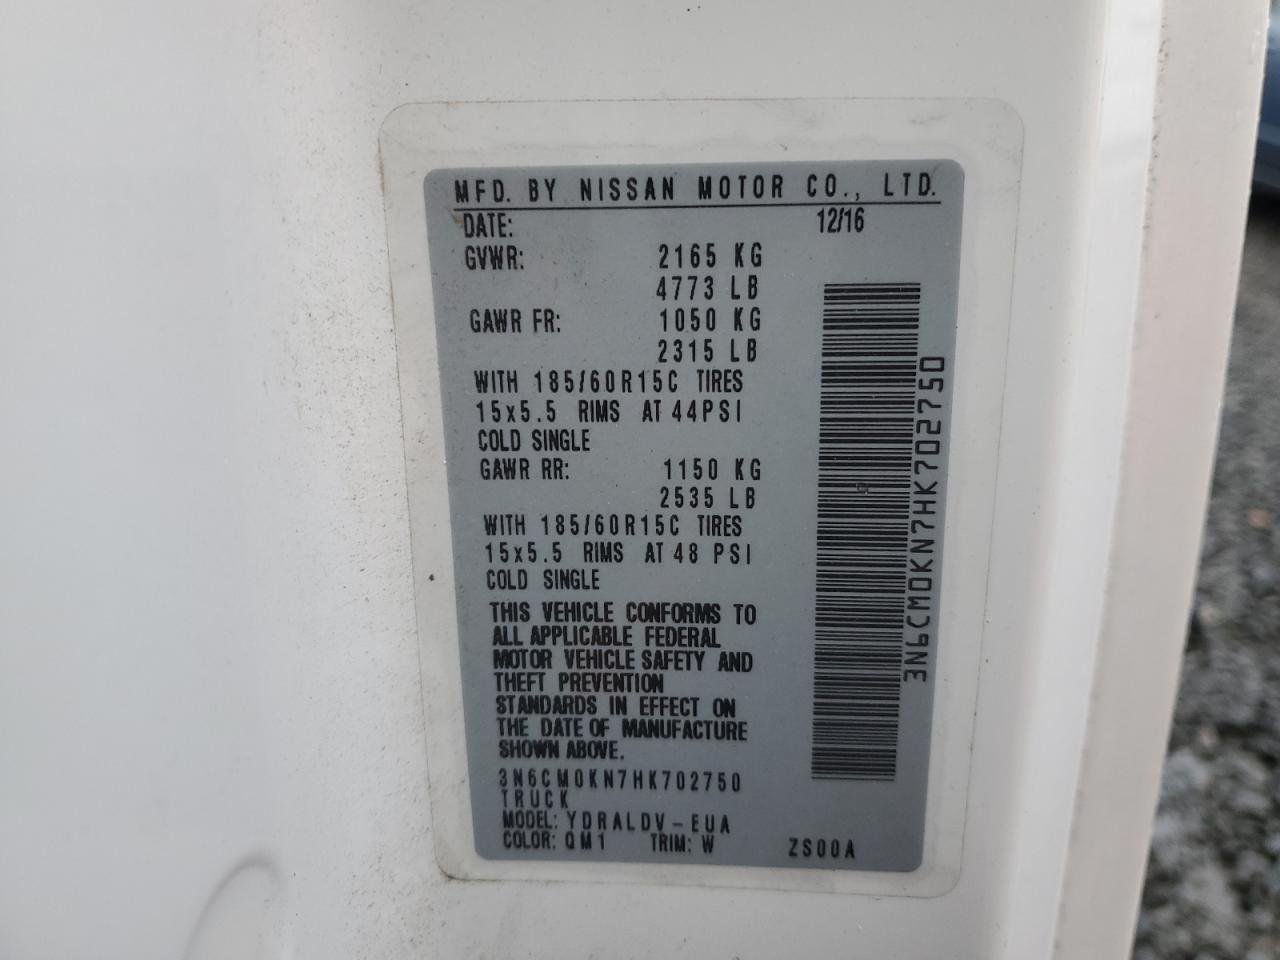 MFD. BY NISSAN MOTOR CO., LTD.
DATE: 12/16
GVWR: 2165 KG
4773 LB
GAWR FR: 1050 KG
2315 LB
WITH 185/60R15C TIRES
15x5.5 RIMS AT 44PSI
COLD SINGLE
GAWR RR: 1150 KG
2535 LB
WITH 185/60R15C TIRES
15x5.5 RIMS AT 48 PSI
COLD SINGLE
THIS VEHICLE CONFORMS TO
ALL APPLICABLE FEDERAL
MOTOR VEHICLE SAFETY AND
THEFT PREVENTION
STANDARDS IN EFFECT ON
THE DATE OF MANUFACTURE
SHOWN ABOVE.
3N6CM0KN7HK702750
TRUCK
MODEL: YDRALDV-EUA
COLOR: QM1 TRIM: W ZS00A
3N6CM0KN7HK702750